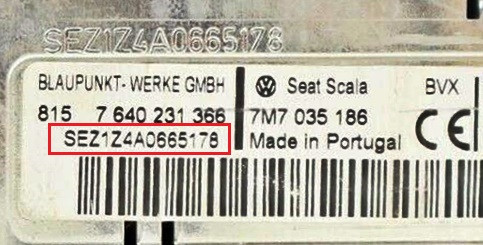 SEZ1Z4A0665178
BLAUPUNKT- WERKE GMBH
815 7 640 231 366
SEZ1Z4A0665178
Seat Scala BVX
7M7 035 186
Made in Portugal CE